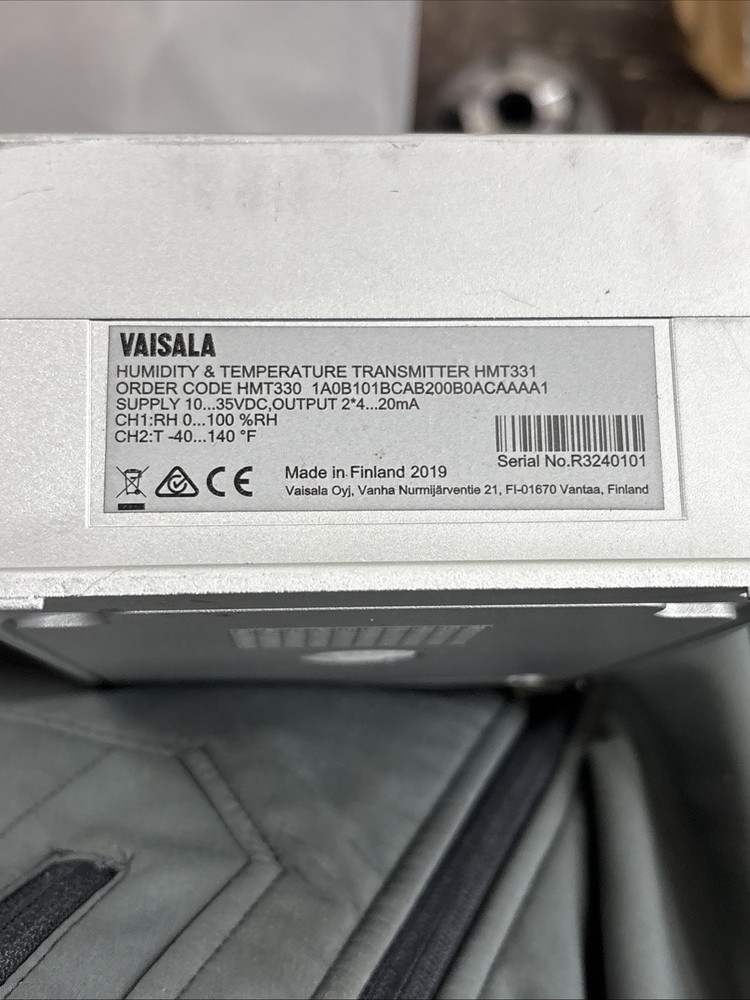 VAISALA
HUMIDITY & TEMPERATURE TRANSMITTER HMT331
ORDER CODE HMT330 1A0B101BCAB200B0ACAAAA1
SUPPLY 10...35VDC,OUTPUT 2*4...20mA
CH1:RH 0...100 %RH
CH2:T -40...140 °F
Serial No.R3240101
CE
Made in Finland 2019
Vaisala Oyj, Vanha Nurmijärventie 21, FI-01670 Vantaa, Finland